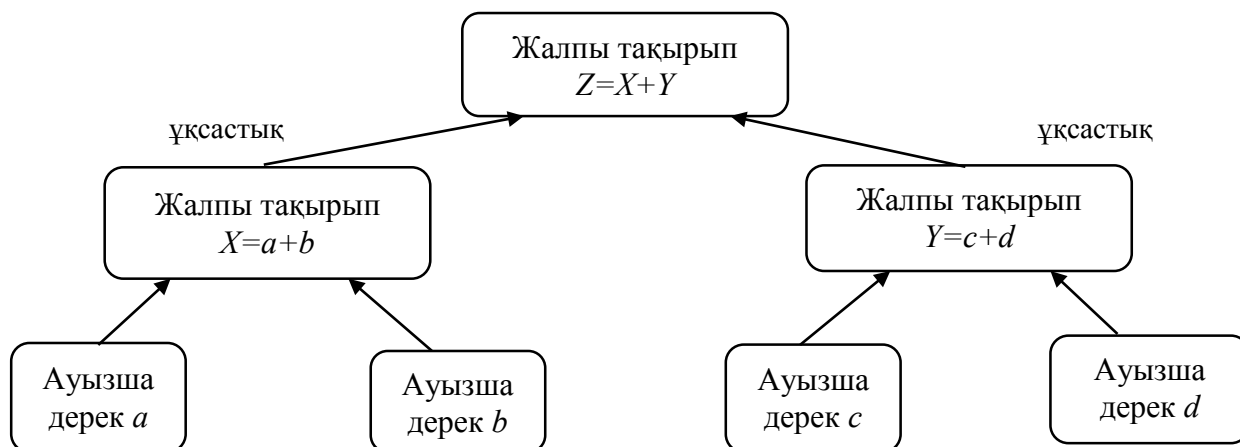 Жалпы тақырып
Z=X+Y
ұқсастық
ұқсастық
Жалпы тақырып
X=a+b
Жалпы тақырып
Y=c+d
Ауызша
дерек a
Ауызша
дерек b
Ауызша
дерек c
Ауызша
дерек d